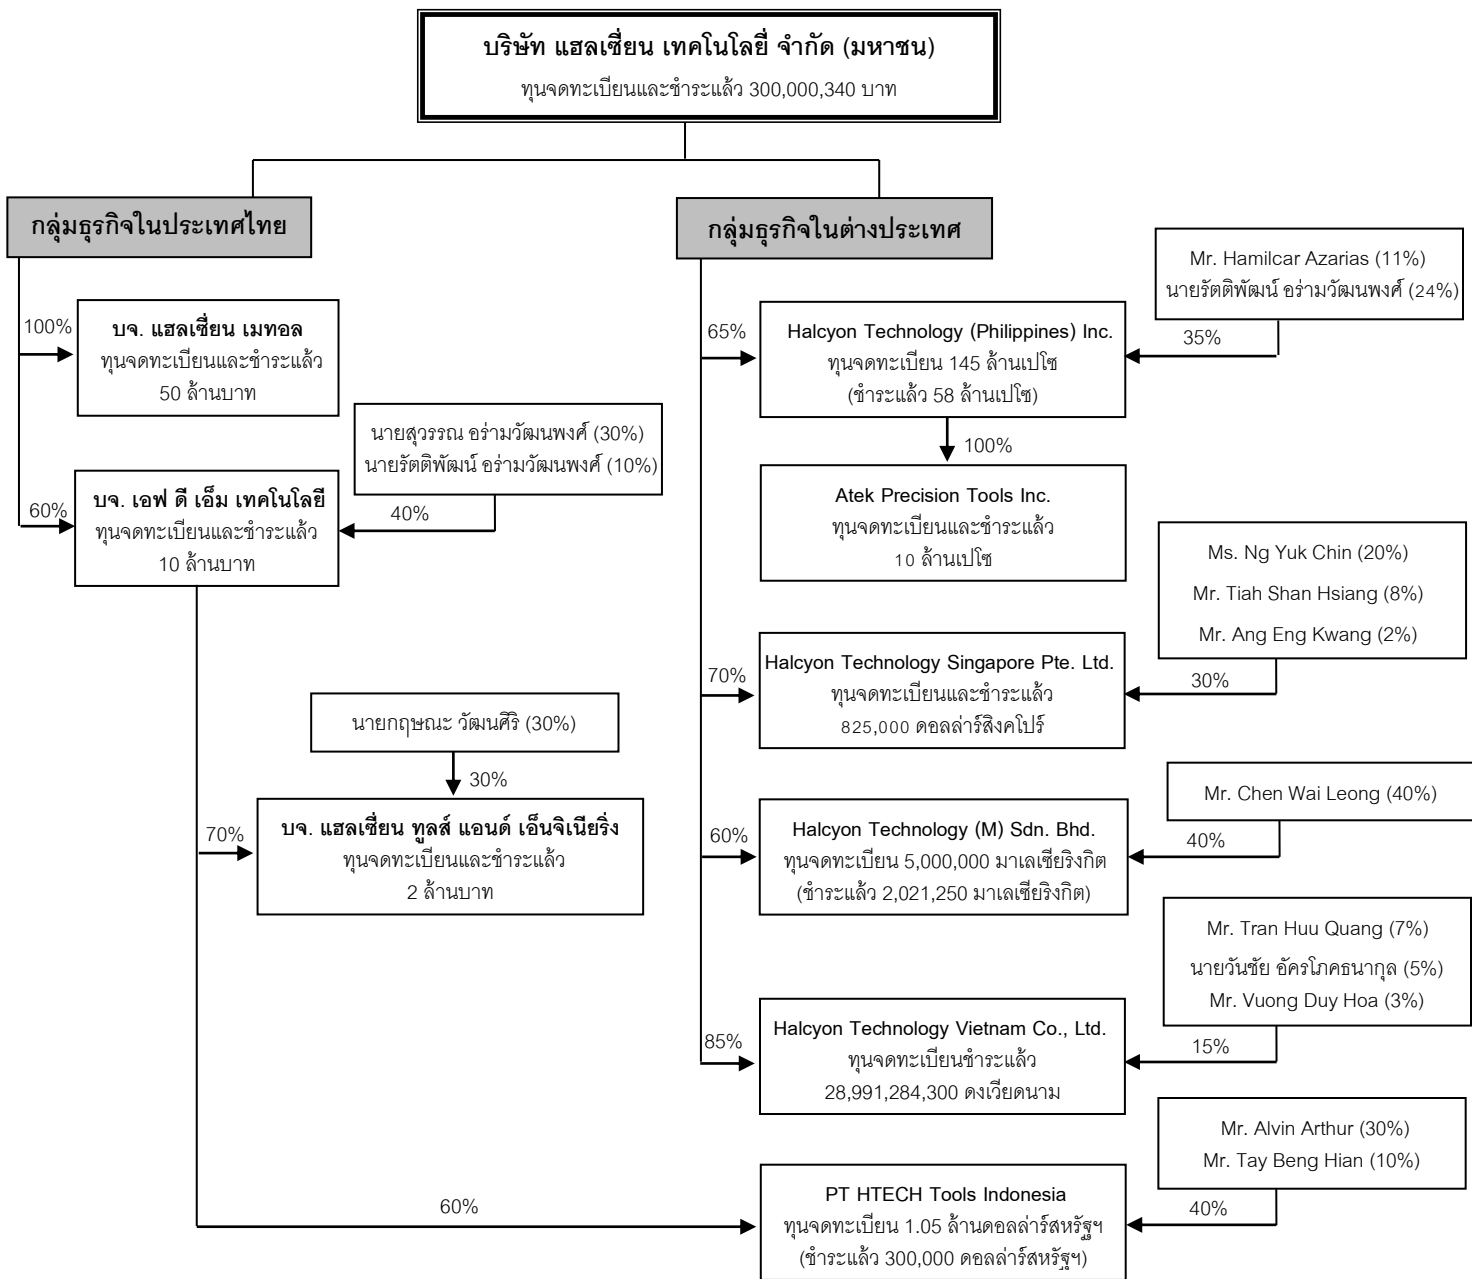 บริษัท แฮลเซี่ยน เทคโนโลยี่ จำกัด (มหาชน)
ทุนจดทะเบียนและชำระแล้ว 300,000,340 บาท
กลุ่มธุรกิจในประเทศไทย
กลุ่มธุรกิจในต่างประเทศ
100%
บจ. แฮลเซี่ยน เมทอล
ทุนจดทะเบียนและชำระแล้ว
50 ล้านบาท
นายสุวรรณ อร่ามวัฒนพงศ์ (30%)
นายรัตติพัฒน์ อร่ามวัฒนพงศ์ (10%)
40%
60%
บจ. เอฟ ดี เอ็ม เทคโนโลยี
ทุนจดทะเบียนและชำระแล้ว
10 ล้านบาท
นายกฤษณะ วัฒนศิริ (30%)
30%
70%
บจ. แฮลเซี่ยน ทูลส์ แอนด์ เอ็นจิเนียริ่ง
ทุนจดทะเบียนและชำระแล้ว
2 ล้านบาท
65%
Halcyon Technology (Philippines) Inc.
ทุนจดทะเบียน 145 ล้านเปโซ
(ชำระแล้ว 58 ล้านเปโซ)
Mr. Hamilcar Azarias (11%)
นายรัตติพัฒน์ อร่ามวัฒนพงศ์ (24%)
35%
100%
Atek Precision Tools Inc.
ทุนจดทะเบียนและชำระแล้ว
10 ล้านเปโซ
70%
Halcyon Technology Singapore Pte. Ltd.
ทุนจดทะเบียนและชำระแล้ว
825,000 ดอลล่าร์สิงคโปร์
Ms. Ng Yuk Chin (20%)
Mr. Tiah Shan Hsiang (8%)
Mr. Ang Eng Kwang (2%)
30%
60%
Halcyon Technology (M) Sdn. Bhd.
ทุนจดทะเบียน 5,000,000 มาเลเซียริงกิต
(ชำระแล้ว 2,021,250 มาเลเซียริงกิต)
Mr. Chen Wai Leong (40%)
40%
85%
Halcyon Technology Vietnam Co., Ltd.
ทุนจดทะเบียนชำระแล้ว
28,991,284,300 ดงเวียดนาม
Mr. Tran Huu Quang (7%)
นายวันชัย อัครโภคธนากุล (5%)
Mr. Vuong Duy Hoa (3%)
15%
60%
PT HTECH Tools Indonesia
ทุนจดทะเบียน 1.05 ล้านดอลล่าร์สหรัฐฯ
(ชำระแล้ว 300,000 ดอลล่าร์สหรัฐฯ)
Mr. Alvin Arthur (30%)
Mr. Tay Beng Hian (10%)
40%